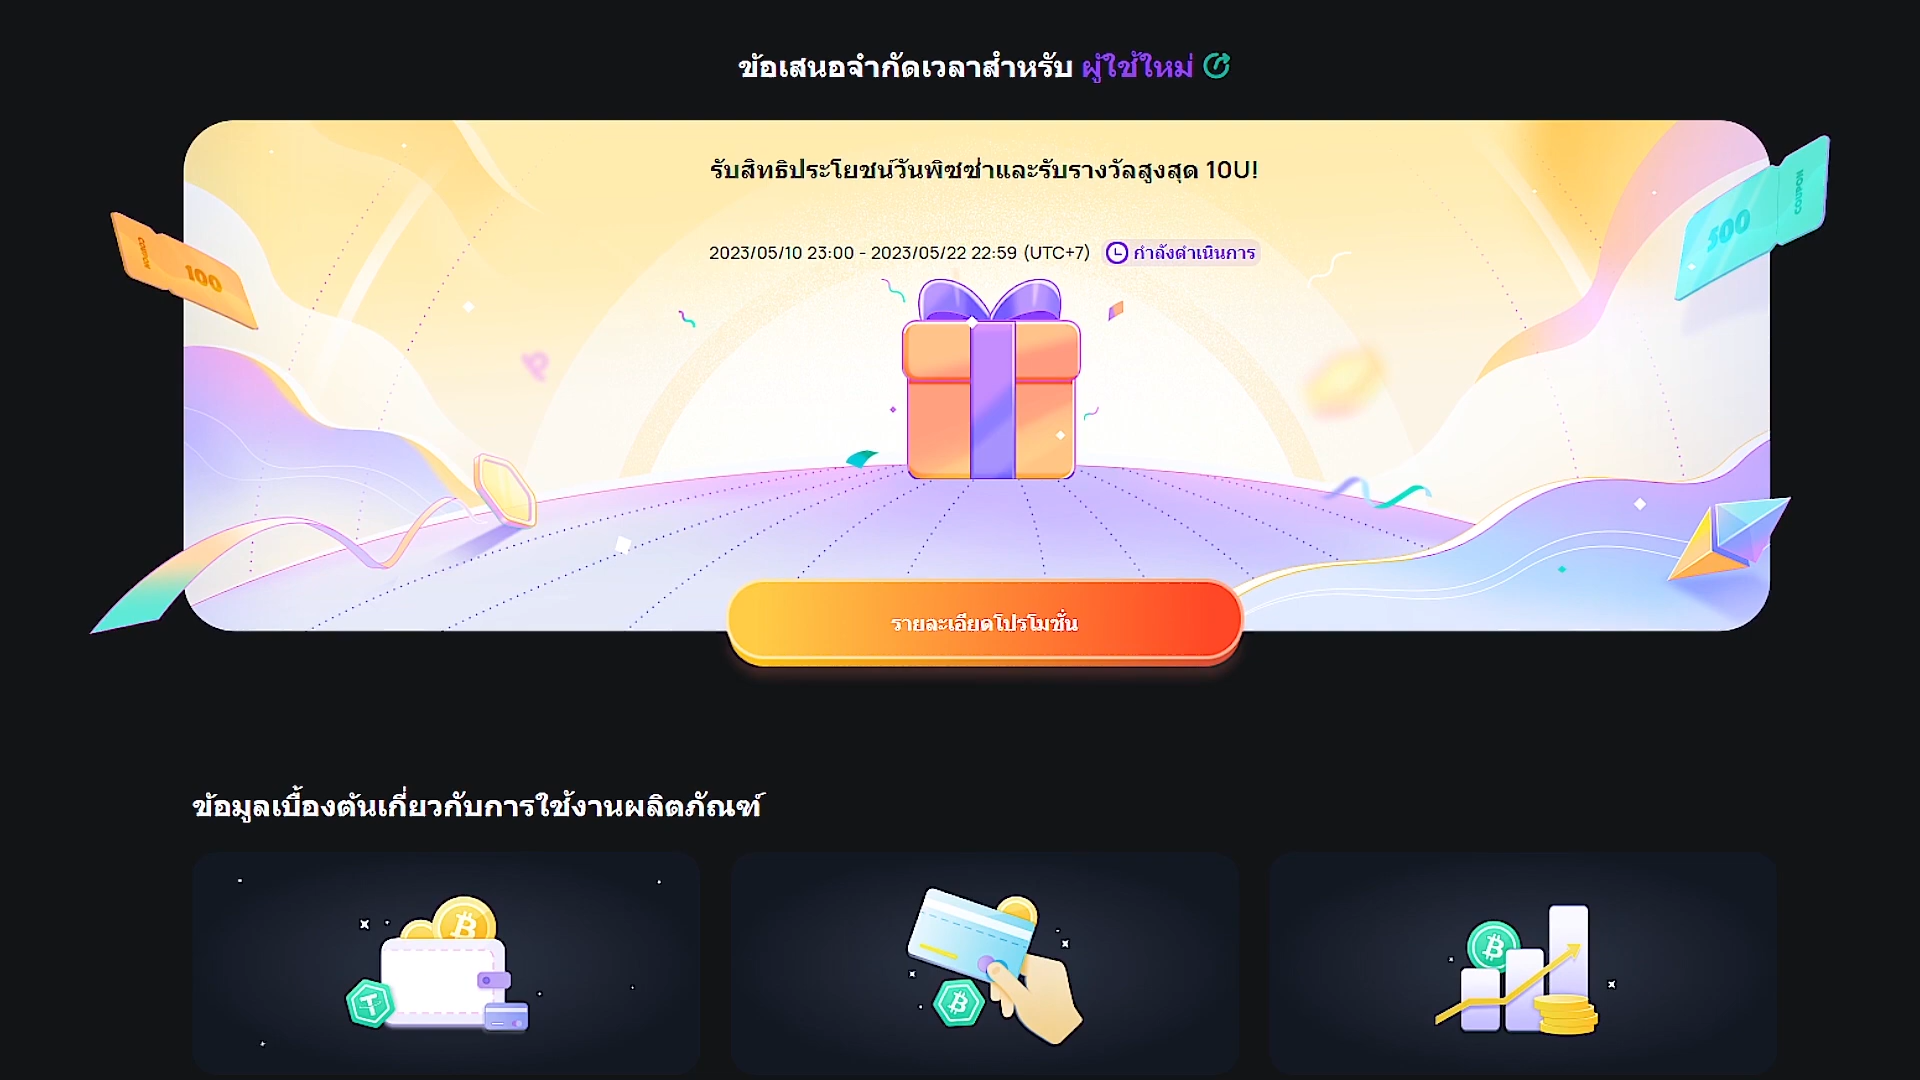 ข้อเสนอจำกัดเวลาสำหรับ ผู้ใช้ใหม่
รับสิทธิประโยชน์วันพิซซ่าและรับรางวัลสูงสุด 10U!
2023/05/10 23:00 - 2023/05/22 22:59 (UTC+7) กำลังดำเนินการ
COUPON 100
500 COUPON
รายละเอียดโปรโมชั่น
ข้อมูลเบื้องต้นเกี่ยวกับการใช้งานผลิตภัณฑ์